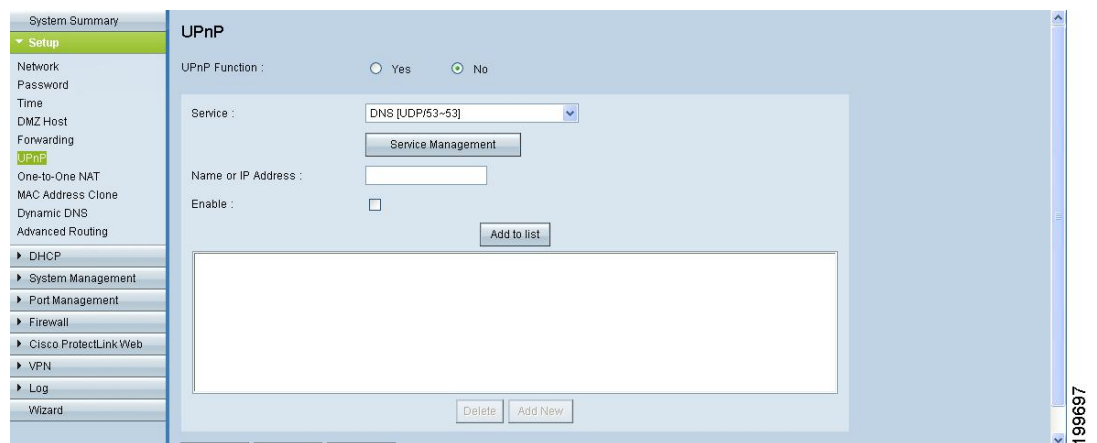 System Summary
Setup
Network
Password
Time
DMZ Host
Forwarding
UPnP
One-to-One NAT
MAC Address Clone
Dynamic DNS
Advanced Routing
DHCP
System Management
Port Management
Firewall
Cisco ProtectLink Web
VPN
Log
Wizard
UPnP
UPnP Function : Yes No
Service : DNS [UDP/53~53]
Service Management
Name or IP Address :
Enable :
Add to list
Delete Add New
199697